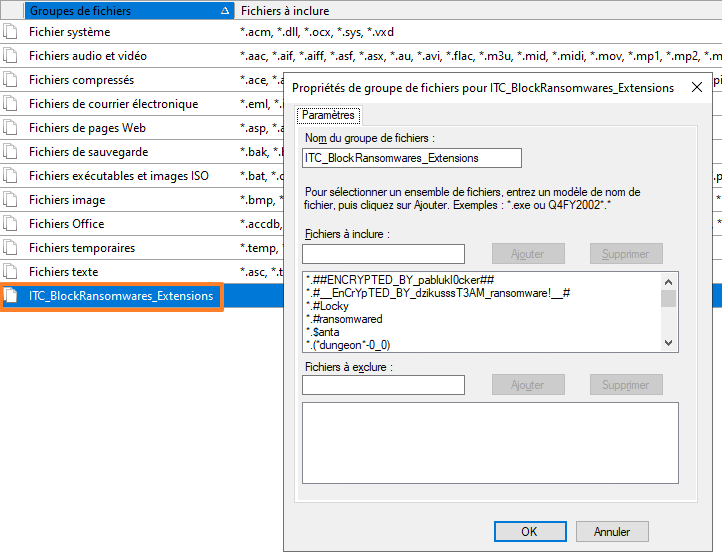 Groupes de fichiers Fichiers à inclure
Fichier système *.acm, *.dll, *.ocx, *.sys, *.vxd
Fichiers audio et vidéo *.aac, *.aif, *.aiff, *.asf, *.asx, *.au, *.avi, *.flac, *.m3u, *.mid, *.midi, *.mov, *.mp1, *.mp2, *.m
Fichiers compressés *.ace, *.a
Fichiers de courrier électronique *.eml, *.i
Fichiers de pages Web *.asp, *.a
Fichiers de sauvegarde *.bak, *.b
Fichiers exécutables et images ISO *.bat, *.c
Fichiers image *.bmp, *.
Fichiers Office *.accdb,
Fichiers temporaires *.temp, *
Fichiers texte *.asc, *.t
ITC_BlockRansomwares_Extensions
Propriétés de groupe de fichiers pour ITC_BlockRansomwares_Extensions
Paramètres
Nom du groupe de fichiers :
ITC_BlockRansomwares_Extensions
Pour sélectionner un ensemble de fichiers, entrez un modèle de nom de
fichier, puis cliquez sur Ajouter. Exemples : *.exe ou Q4FY2002*.*
Fichiers à inclure :
Ajouter Supprimer
*.##ENCRYPTED_BY_pablukl0cker##
*.#__EnCrYpTED_BY_dzikusssT3AM_ransomware!__#
*.#Locky
*.#ransomwared
*.$anta
*.(*dungeon*-0_0)
Fichiers à exclure :
Ajouter Supprimer
OK Annuler